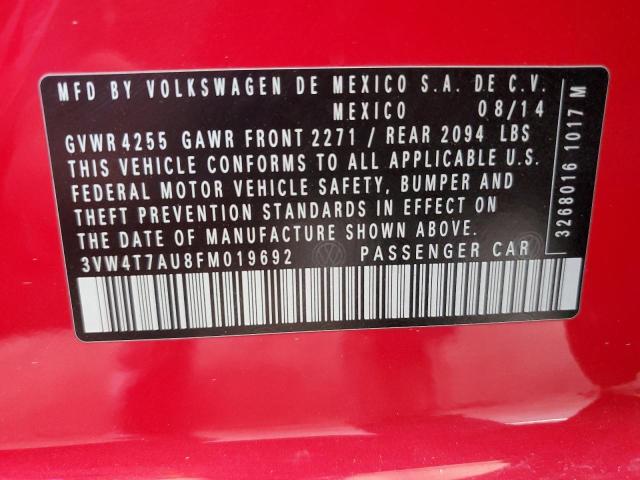 MFD BY VOLKSWAGEN DE MEXICO S.A. DE C.V.
MEXICO 08/14
GVWR 4255 GAWR FRONT 2271 / REAR 2094 LBS
THIS VEHICLE CONFORMS TO ALL APPLICABLE U.S.
FEDERAL MOTOR VEHICLE SAFETY, BUMPER AND
THEFT PREVENTION STANDARDS IN EFFECT ON
THE DATE OF MANUFACTURE SHOWN ABOVE.
3VW4T7AU8FM019692 PASSENGER CAR
3268016 1017 M